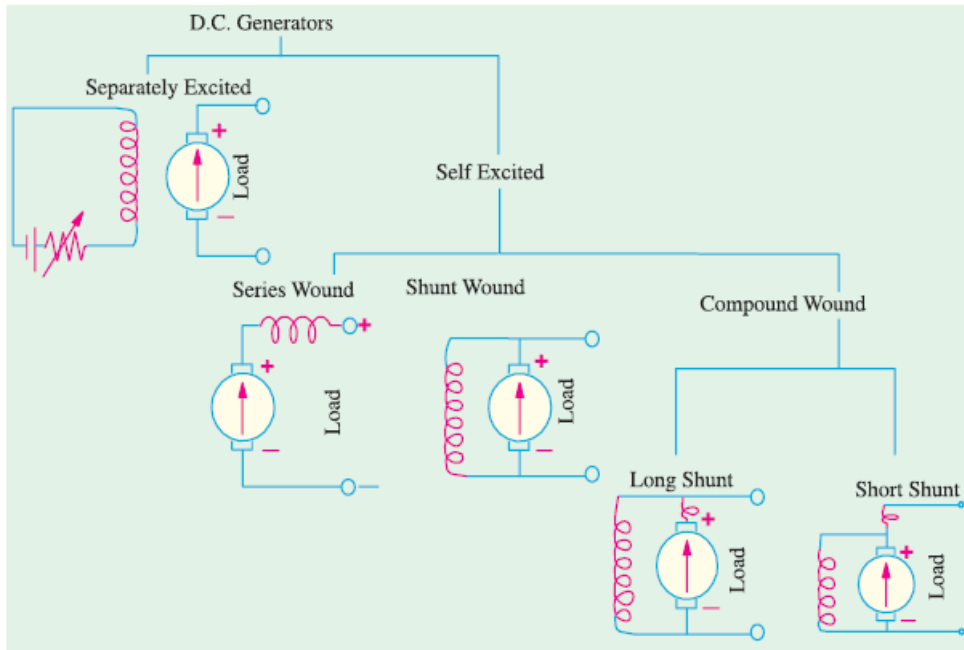 D.C. Generators
Separately Excited
+
Load
–
Self Excited
Series Wound
Shunt Wound
Compound Wound
+
+
Load
–
–
+
Load
–
Long Shunt
+
Load
–
Short Shunt
+
Load
–